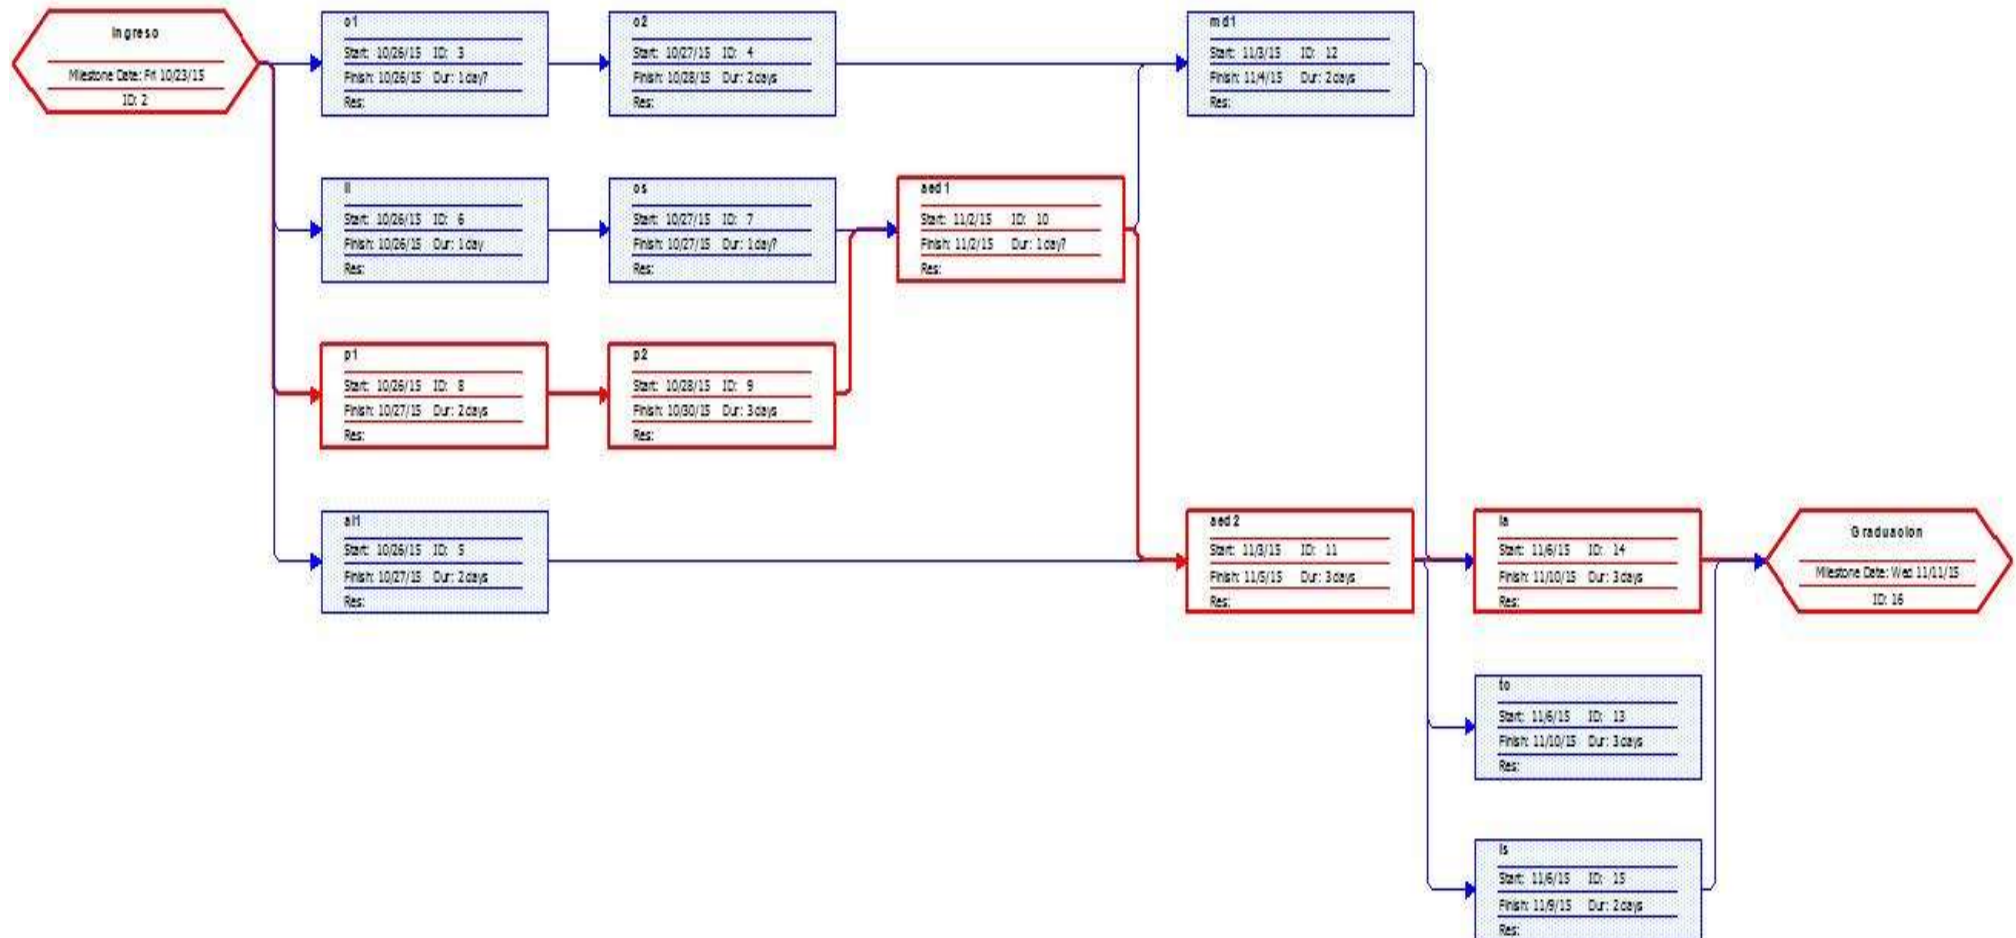 Ingreso
Milestone Date: Fri 10/23/15
ID: 2
o1
Start: 10/26/15 ID: 3
Finish: 10/26/15 Dur: 1 day?
Res:
o2
Start: 10/27/15 ID: 4
Finish: 10/28/15 Dur: 2 days
Res:
md1
Start: 11/3/15 ID: 12
Finish: 11/4/15 Dur: 2 days
Res:
Start: 10/26/15 ID: 6
Finish: 10/26/15 Dur: 1 day
Res:
os
Start: 10/27/15 ID: 7
Finish: 10/27/15 Dur: 1 day?
Res:
aed1
Start: 11/2/15 ID: 10
Finish: 11/2/15 Dur: 1 day?
Res:
p1
Start: 10/26/15 ID: 8
Finish: 10/27/15 Dur: 2 days
Res:
p2
Start: 10/28/15 ID: 9
Finish: 10/30/15 Dur: 3 days
Res:
Start: 10/26/15 ID: 5
Finish: 10/27/15 Dur: 2 days
Res:
aed2
Start: 11/3/15 ID: 11
Finish: 11/5/15 Dur: 3 days
Res:
ia
Start: 11/6/15 ID: 14
Finish: 11/10/15 Dur: 3 days
Res:
Graduacion
Milestone Date: Wed 11/11/15
ID: 16
Start: 11/6/15 ID: 13
Finish: 11/10/15 Dur: 3 days
Res:
is
Start: 11/6/15 ID: 15
Finish: 11/9/15 Dur: 2 days
Res: